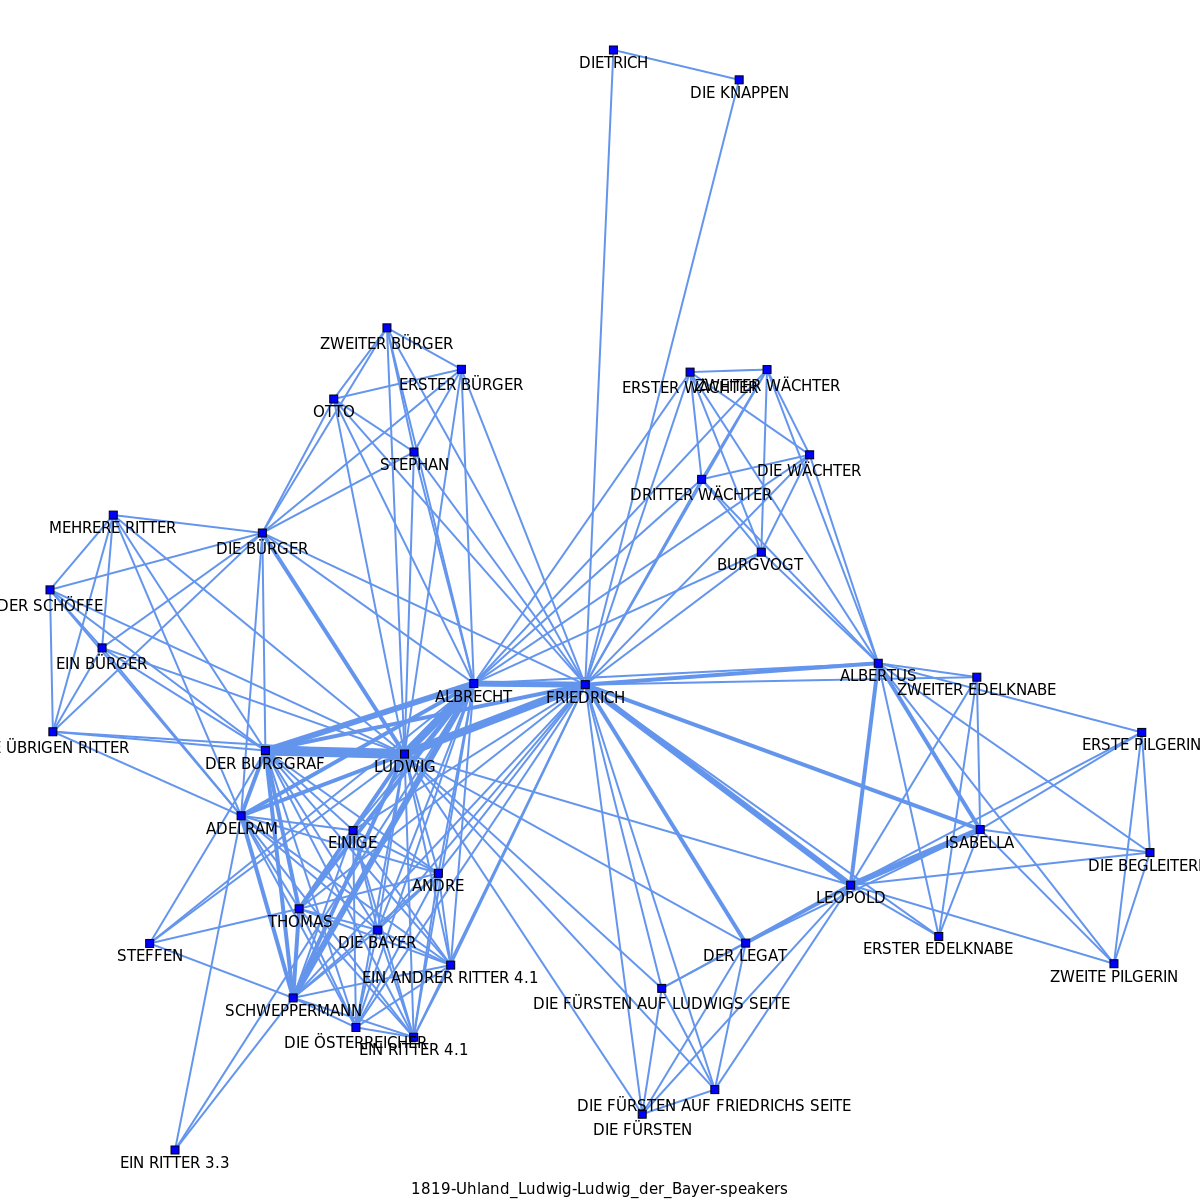 DIETRICH
DIE KNAPPEN
ZWEITER BÜRGER
ERSTER BÜRGER
ERSTER WÄCHTER
ZWEITER WÄCHTER
OTTO
STEPHAN
DIE WÄCHTER
DRITTER WÄCHTER
MEHRERE RITTER
DIE BÜRGER
BURGVOGT
DER SCHÖFFE
EIN BÜRGER
ALBERTUS
ZWEITER EDELKNABE
ALBRECHT
FRIEDRICH
E ÜBRIGEN RITTER
ERSTE PILGERIN
DER BURGGRAF
LUDWIG
ADELRAM
EINIGE
ISABELLA
DIE BEGLEITERI
ANDRE
LEOPOLD
THOMAS
DIE BAYER
ERSTER EDELKNABE
STEFFEN
DER LEGAT
EIN ANDRER RITTER 4.1
ZWEITE PILGERIN
DIE FÜRSTEN AUF LUDWIGS SEITE
SCHWEPPERMANN
DIE ÖSTERREICHER
EIN RITTER 4.1
DIE FÜRSTEN AUF FRIEDRICHS SEITE
DIE FÜRSTEN
EIN RITTER 3.3
1819-Uhland_Ludwig-Ludwig_der_Bayer-speakers